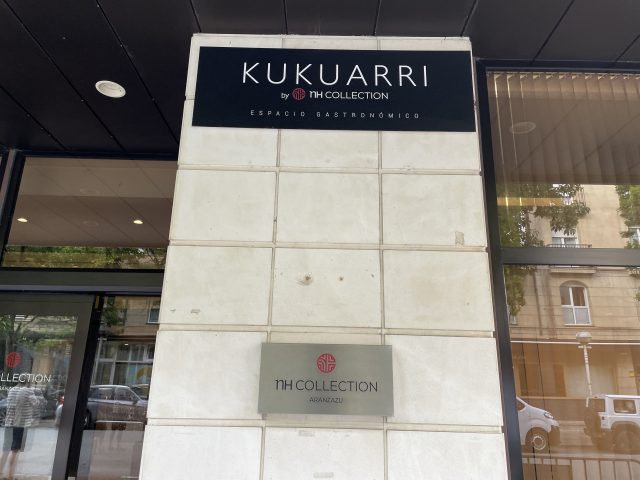 KUKUARRI
by nH COLLECTION
ESPACIO GASTRONÓMICO
nH COLLECTION
ARANZAZU
COLLECTION